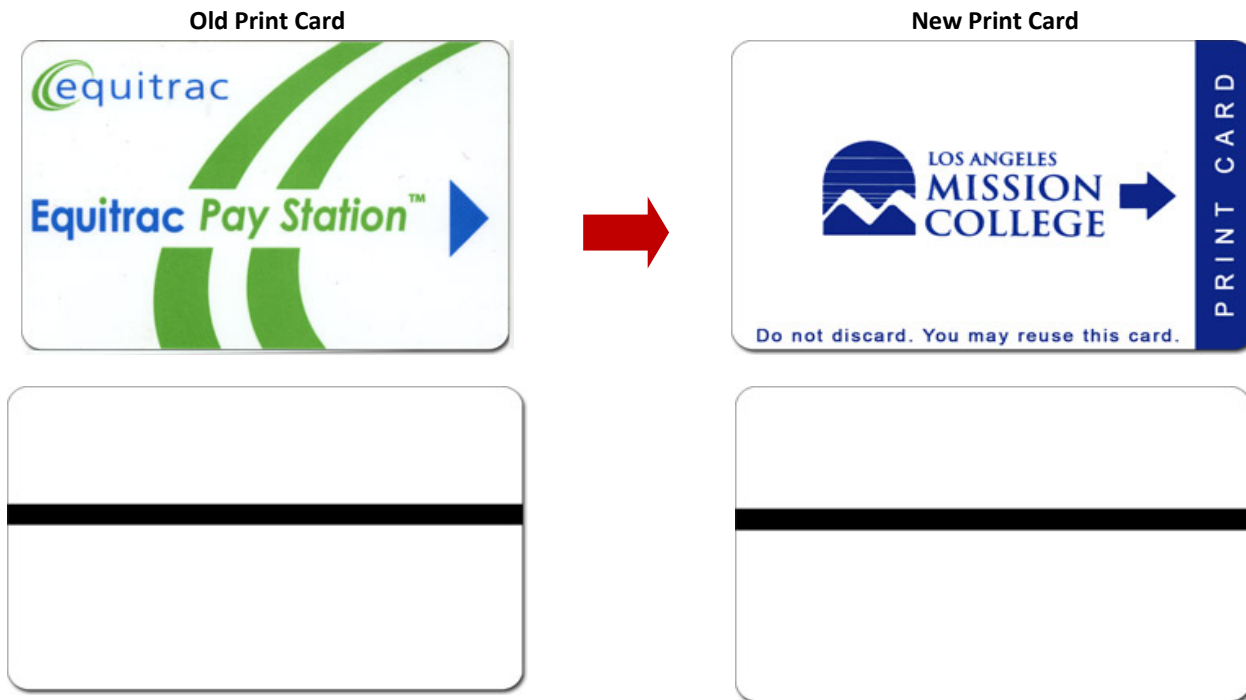 Old Print Card
New Print Card
equitrac
Equitrac Pay Station™
LOS ANGELES
MISSION
COLLEGE
Do not discard. You may reuse this card.
PRINT CARD